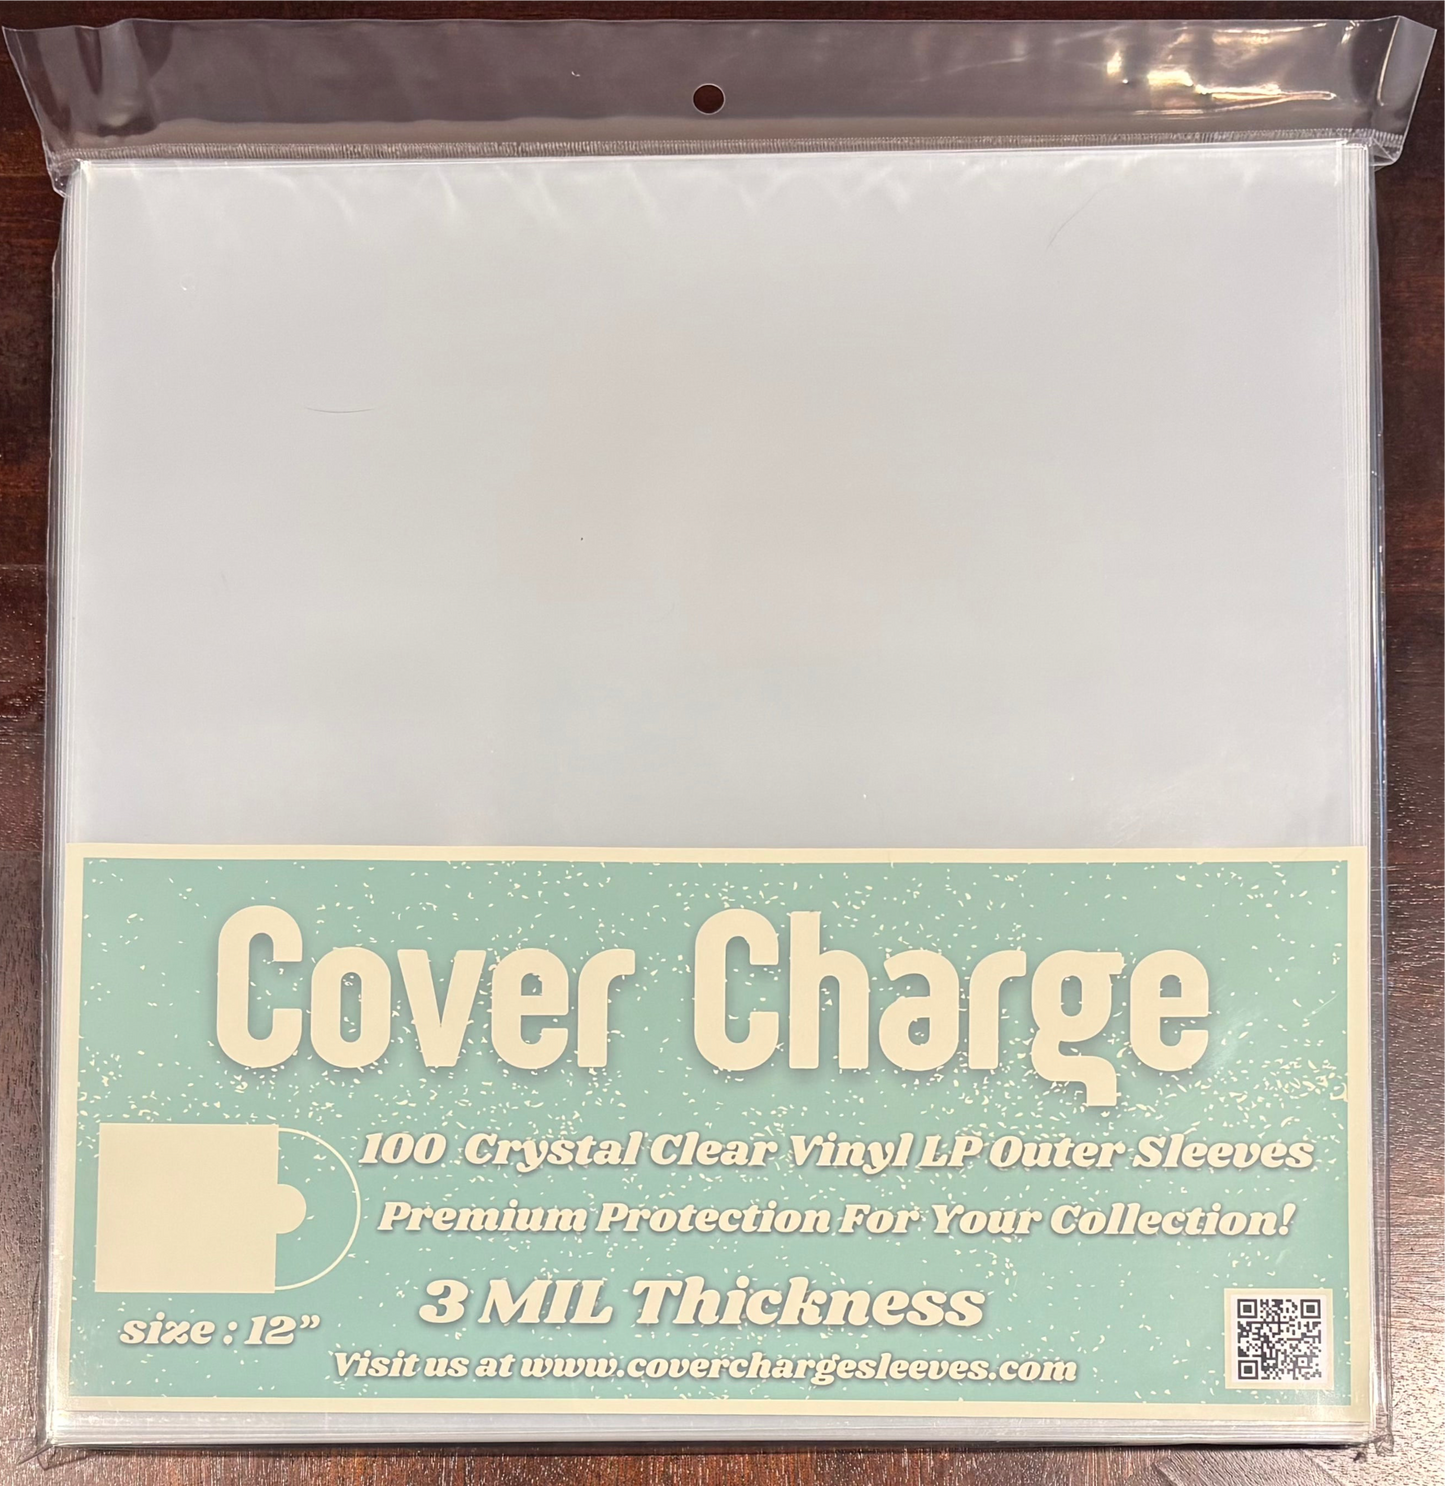 Cover Charge
100 Crystal Clear Vinyl LP Outer Sleeves
Premium Protection For Your Collection!
3 MIL Thickness
size : 12”
Visit us at www.coverchargesleeves.com